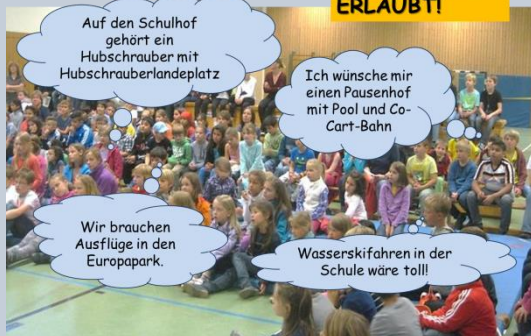 ERLAUBT!
Auf den Schulhof
gehört ein
Hubschrauber mit
Hubschrauberlandeplatz
Ich wünsche mir
einen Pausenhof
mit Pool und Co-
Cart-Bahn
Wir brauchen
Ausflüge in den
Europapark.
Wasserskifahren in der
Schule wäre toll!